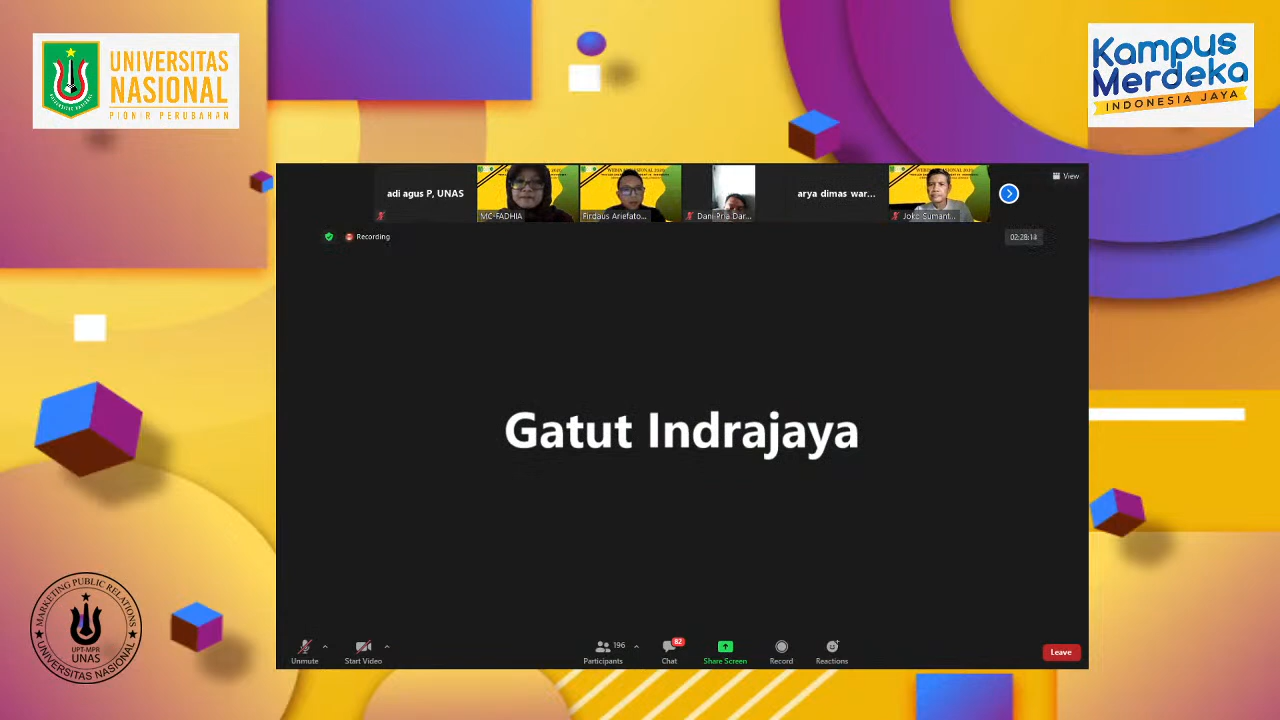 UNIVERSITAS
NASIONAL
PIONIR PERUBAHAN
Kampus
Merdeka
INDONESIA JAYA
adi agus P, UNAS
MC-FADHIA
Firdaus Ariefato...
Dani Pria Dar...
arya dimas war...
Joko Sumant...
View
Recording
02:28:13
Gatut Indrajaya
MARKETING PUBLIC RELATIONS
UPT-MPR
UNAS
UNIVERSITAS NASIONAL
Unmute
Start Video
196
Participants
82
Chat
Share Screen
Record
Reactions
Leave